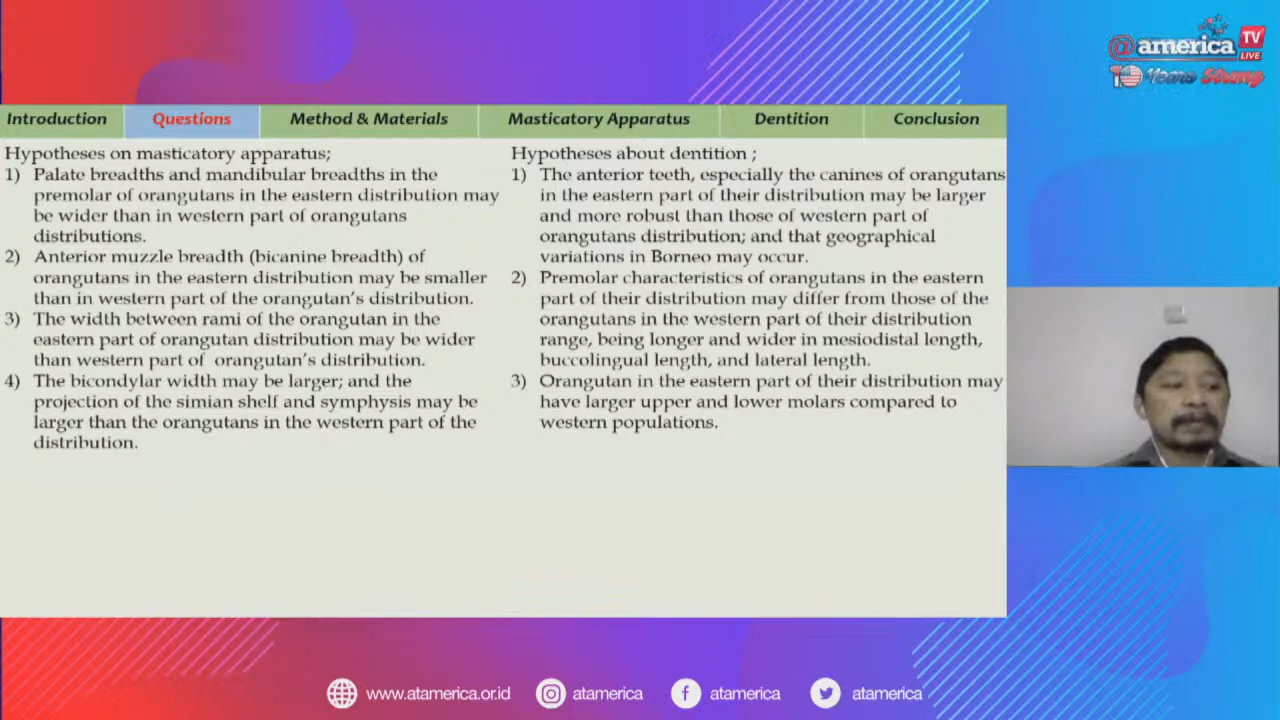 @america TV
LIVE
10 Years Strong
Introduction
Questions
Method & Materials
Masticatory Apparatus
Dentition
Conclusion
Hypotheses on masticatory apparatus;
1) Palate breadths and mandibular breadths in the
premolar of orangutans in the eastern distribution may
be wider than in western part of orangutans
distributions.
2) Anterior muzzle breadth (bicanine breadth) of
orangutans in the eastern distribution may be smaller
than in western part of the orangutan's distribution.
3) The width between rami of the orangutan in the
eastern part of orangutan distribution may be wider
than western part of orangutan's distribution.
4) The bicondylar width may be larger; and the
projection of the simian shelf and symphysis may be
larger than the orangutans in the western part of the
distribution.
Hypotheses about dentition ;
1) The anterior teeth, especially the canines of orangutans
in the eastern part of their distribution may be larger
and more robust than those of western part of
orangutans distribution; and that geographical
variations in Borneo may occur.
2) Premolar characteristics of orangutans in the eastern
part of their distribution may differ from those of the
orangutans in the western part of their distribution
range, being longer and wider in mesiodistal length,
buccolingual length, and lateral length.
3) Orangutan in the eastern part of their distribution may
have larger upper and lower molars compared to
western populations.
www.atamerica.or.id
atamerica
atamerica
atamerica